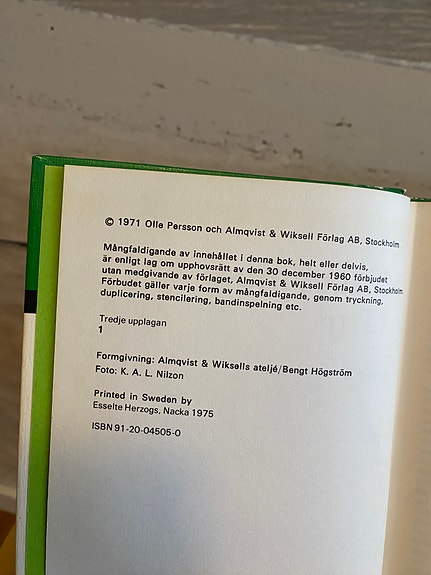 © 1971 Olle Persson och Almqvist & Wiksell Förlag AB, Stockholm
Mångfaldigande av innehållet i denna bok, helt eller delvis,
är enligt lag om upphovsrätt av den 30 december 1960 förbjudet
utan medgivande av förlaget, Almqvist & Wiksell Förlag AB, Stockholm.
Förbudet gäller varje form av mångfaldigande, genom tryckning,
duplicering, stencilering, bandinspelning etc.
Tredje upplagan
1
Formgivning: Almqvist & Wiksells ateljé/Bengt Högström
Foto: K. A. L. Nilzon
Printed in Sweden by
Esselte Herzogs, Nacka 1975
ISBN 91-20-04505-0